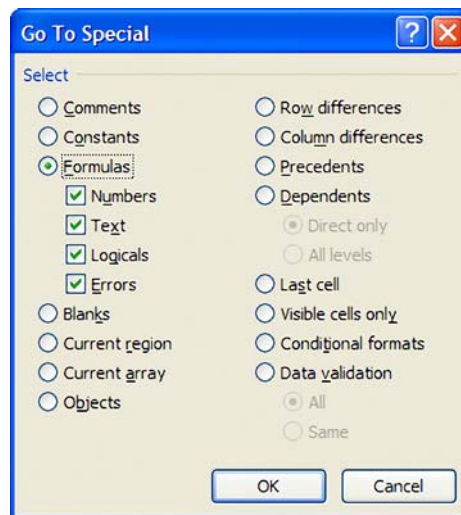 Go To Special
Select
Comments
Constants
Formulas
Numbers
Text
Logicals
Errors
Blanks
Current region
Current array
Objects
Row differences
Column differences
Precedents
Dependents
Direct only
All levels
Last cell
Visible cells only
Conditional formats
Data validation
All
Same
OK
Cancel